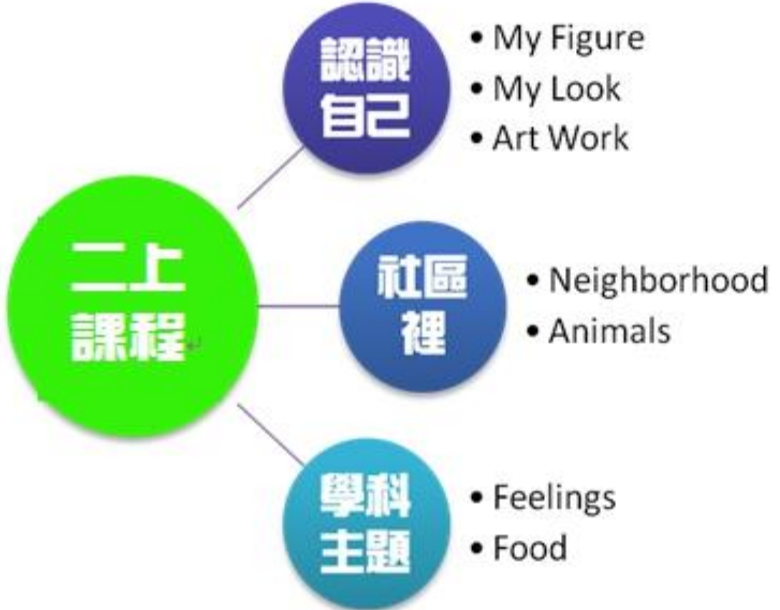 認識
自己
• My Figure
• My Look
• Art Work
二上
課程
社區
裡
• Neighborhood
• Animals
學科
主題
• Feelings
• Food